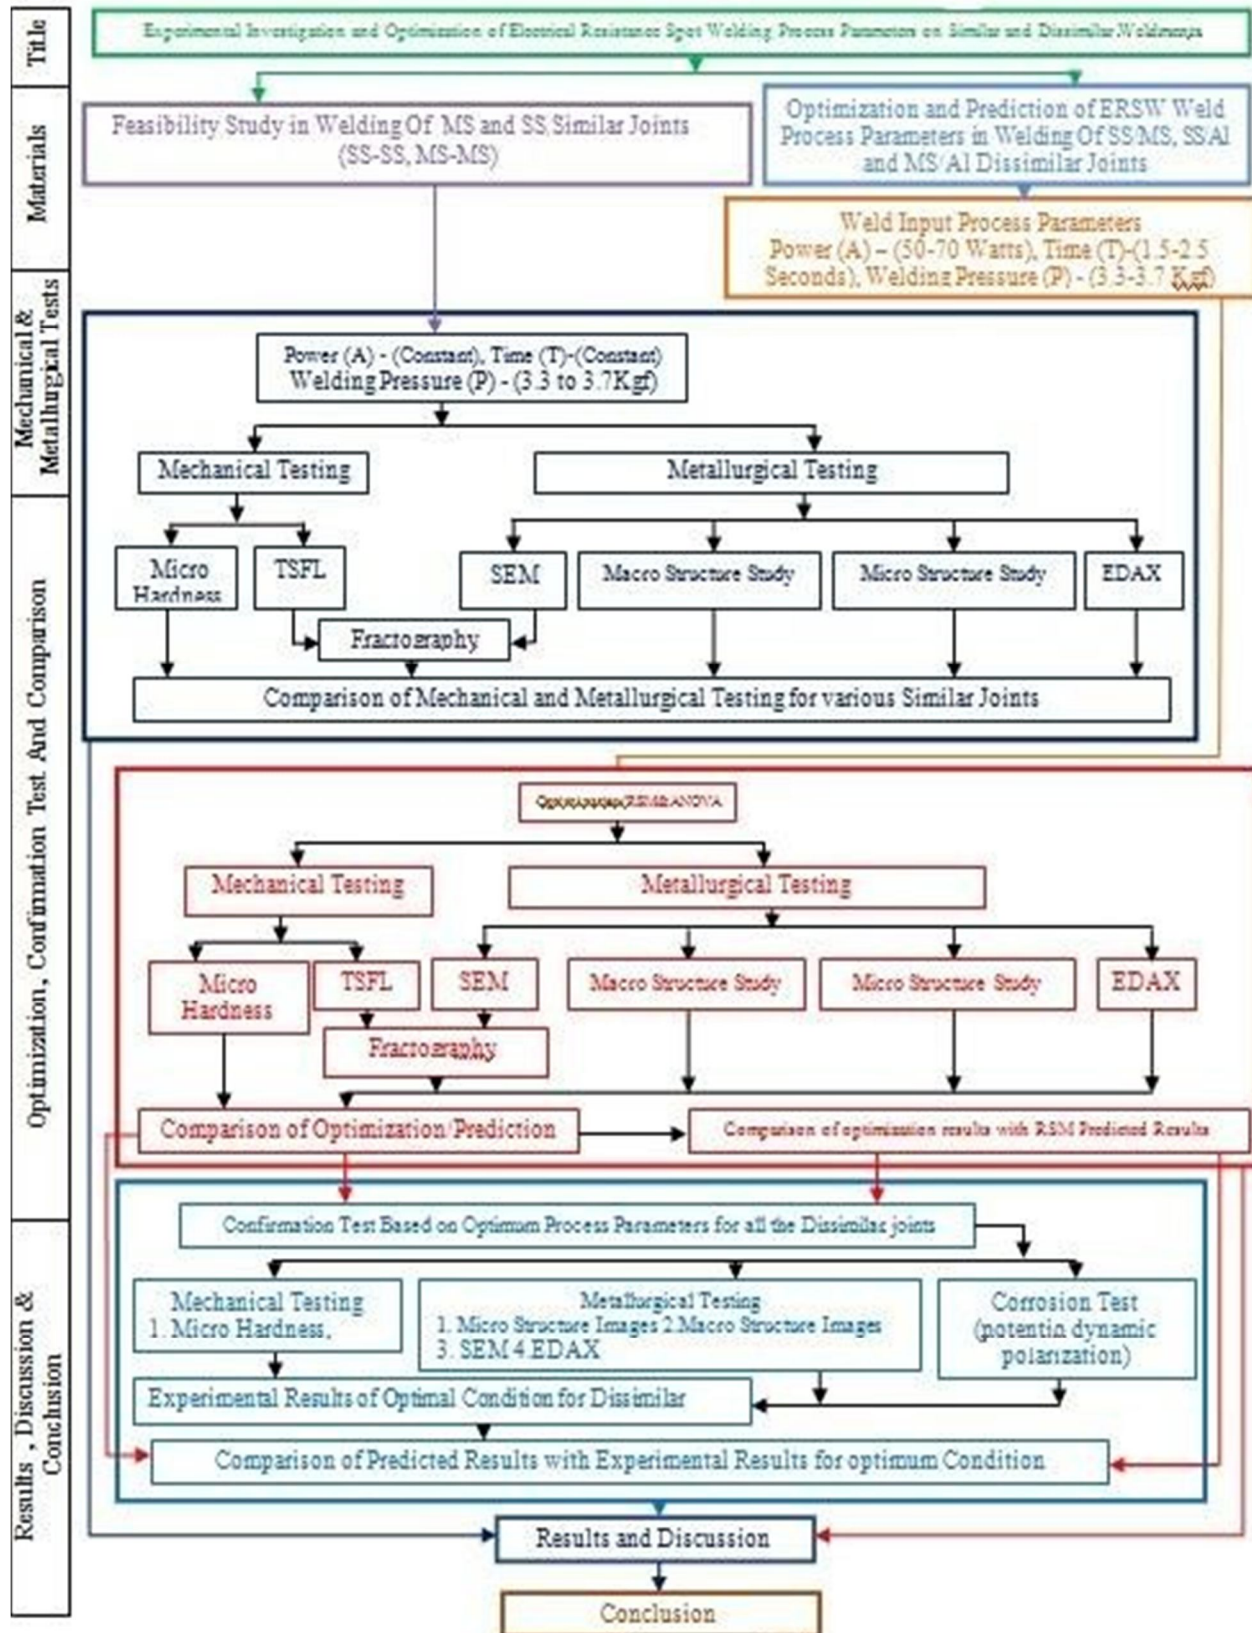 Title
Experimental Investigation and Optimization of Electrical Resistance Spot Welding Process Parameters on Similar and Dissimilar Weldments
Materials
Feasibility Study in Welding Of MS and SS Similar Joints
(SS-SS, MS-MS)
Optimization and Prediction of ERSW Weld
Process Parameters in Welding Of SS/MS, SS/Al
and MS/Al Dissimilar Joints
Weld Input Process Parameters
Power (A) – (50-70 Watts), Time (T)-(1.5-2.5
Seconds), Welding Pressure (P) - (3.3-3.7 Kgf)
Mechanical &
Metallurgical Tests
Power (A) - (Constant), Time (T)-(Constant)
Welding Pressure (P) - (3.3 to 3.7Kgf)
Mechanical Testing
Metallurgical Testing
Micro
Hardness
TSFL
SEM
Macro Structure Study
Micro Structure Study
EDAX
Fractography
Comparison of Mechanical and Metallurgical Testing for various Similar Joints
Optimization, Confirmation Test And Comparison
Mechanical Testing
Metallurgical Testing
Micro
Hardness
TSFL
SEM
Macro Structure Study
Micro Structure Study
EDAX
Fractography
Comparison of Optimization/Prediction
Comparison of optimization results with RSM Predicted Results
Results , Discussion &
Conclusion
Confirmation Test Based on Optimum Process Parameters for all the Dissimilar joints
Mechanical Testing
1. Micro Hardness,
Metallurgical Testing
1. Micro Structure Images 2.Macro Structure Images
3. SEM 4.EDAX
Corrosion Test
(potentin dynamic
polarization)
Experimental Results of Optimal Condition for Dissimilar
Comparison of Predicted Results with Experimental Results for optimum Condition
Results and Discussion
Conclusion